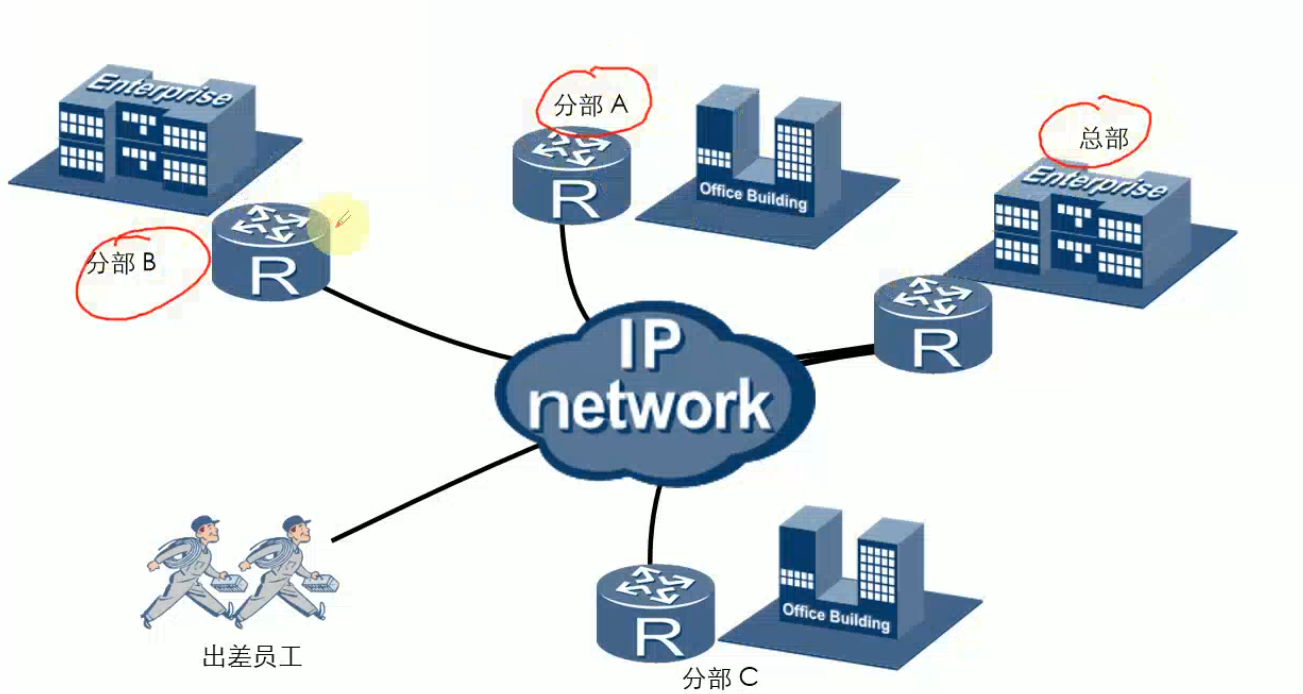 Enterprise
分部 B
R
分部 A
R
Office Building
总部
Enterprise
R
IP
network
出差员工
R
分部 C
Office Building